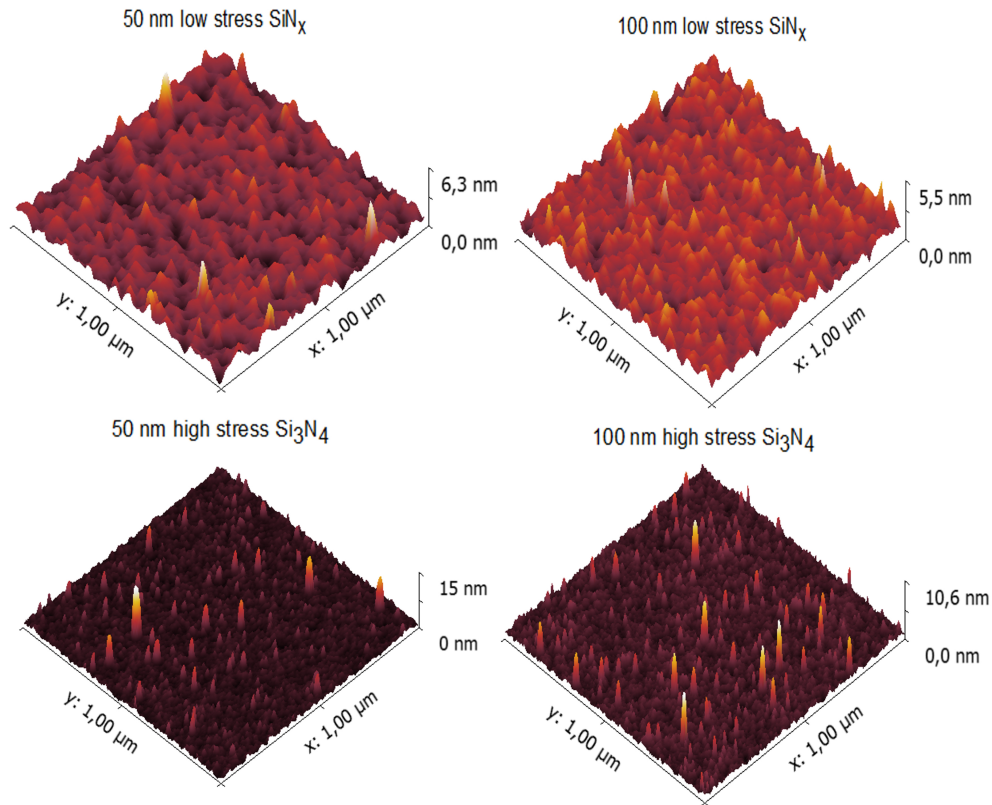 50 nm low stress SiNx
100 nm low stress SiNx
6,3 nm
0,0 nm
5,5 nm
0,0 nm
y: 1,00 µm
x: 1,00 µm
y: 1,00 µm
x: 1,00 µm
50 nm high stress Si3N4
100 nm high stress Si3N4
15 nm
0 nm
10,6 nm
0,0 nm
y: 1,00 µm
x: 1,00 µm
y: 1,00 µm
x: 1,00 µm